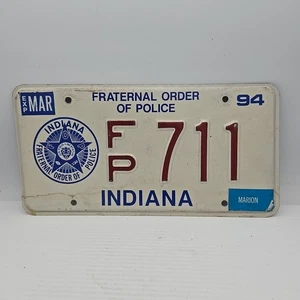 EXP MAR
FRATERNAL ORDER
OF POLICE
94
INDIANA
FRATERNAL ORDER OF POLICE
FP 711
INDIANA
MARION